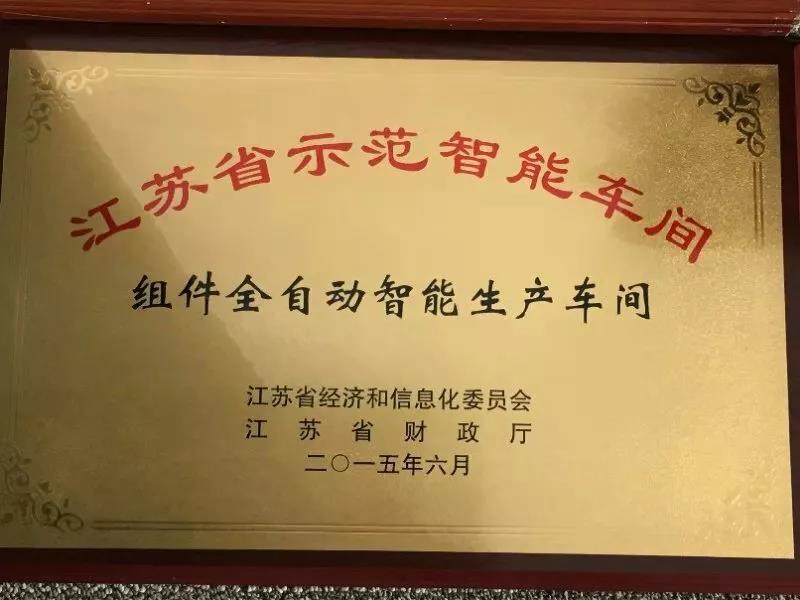 江苏省示范智能车间
组件全自动智能生产车间
江苏省经济和信息化委员会
江苏省财政厅
二〇一五年六月